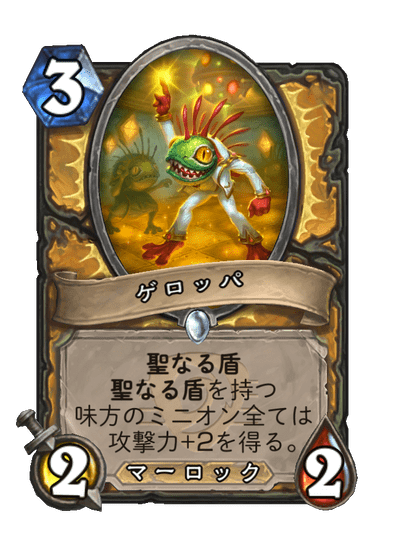 3
ゲロッパ
聖なる盾
聖なる盾を持つ
味方のミニオン全ては
攻撃力+2を得る。
2
マーロック
2